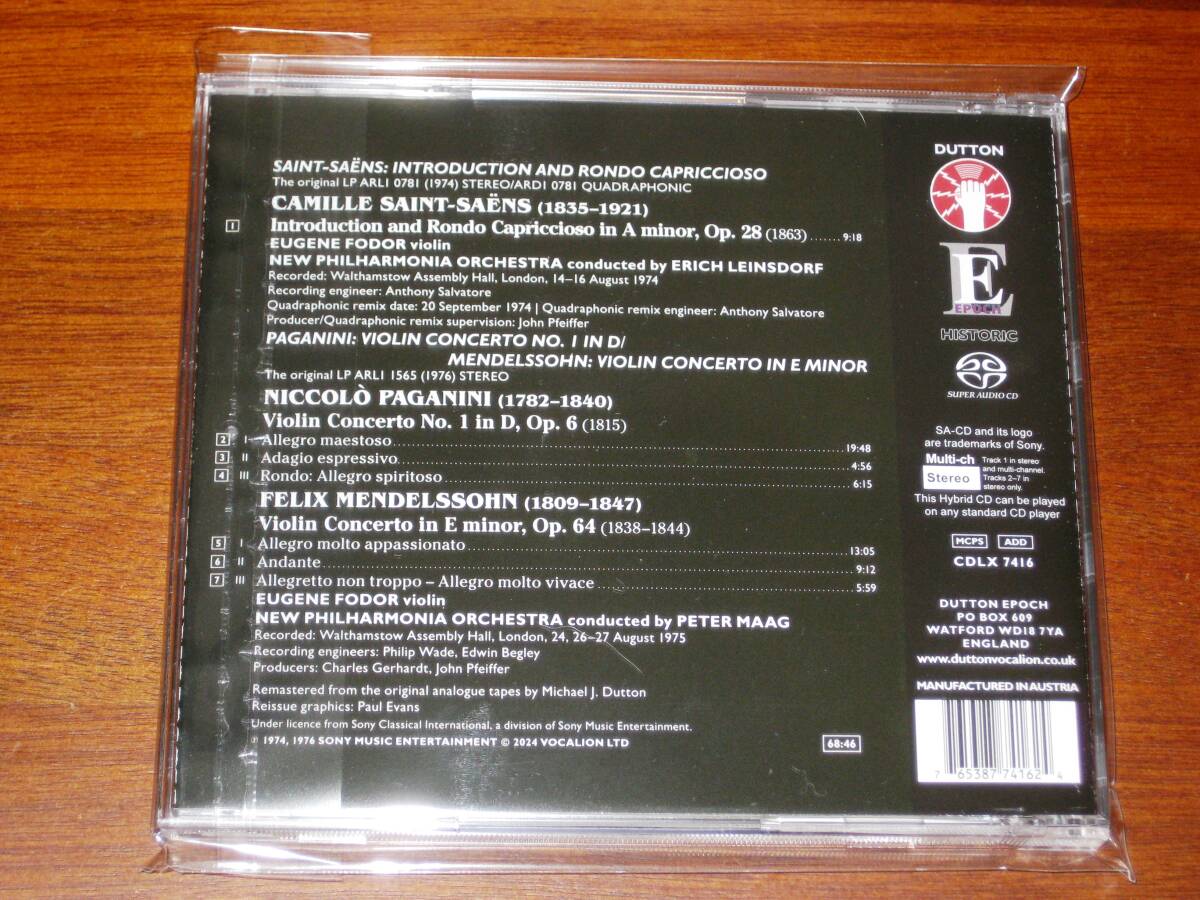 SAINT-SAËNS: INTRODUCTION AND RONDO CAPRICCIOSO
The original LP ARL1 0781 (1974) STEREO/ARD1 0781 QUADRAPHONIC
CAMILLE SAINT-SAËNS (1835–1921)
1 Introduction and Rondo Capriccioso in A minor, Op. 28 (1863).......9:18
EUGENE FODOR violin
NEW PHILHARMONIA ORCHESTRA conducted by ERICH LEINSDORF
Recorded: Walthamstow Assembly Hall, London, 14–16 August 1974
Recording engineer: Anthony Salvatore
Quadraphonic remix date: 20 September 1974 | Quadraphonic remix engineer: Anthony Salvatore
Producer/Quadraphonic remix supervision: John Pfeiffer
PAGANINI: VIOLIN CONCERTO NO. 1 IN D/
MENDELSSOHN: VIOLIN CONCERTO IN E MINOR
The original LP ARL1 1565 (1976) STEREO
NICCOLÒ PAGANINI (1782–1840)
Violin Concerto No. 1 in D, Op. 6 (1815)
2 I Allegro maestoso 19:48
3 II Adagio espressivo 4:56
4 III Rondo: Allegro spiritoso 6:15
FELIX MENDELSSOHN (1809–1847)
Violin Concerto in E minor, Op. 64 (1838–1844)
5 I Allegro molto appassionato 13:05
6 II Andante 9:12
7 III Allegretto non troppo – Allegro molto vivace 5:59
EUGENE FODOR violin
NEW PHILHARMONIA ORCHESTRA conducted by PETER MAAG
Recorded: Walthamstow Assembly Hall, London, 24, 26–27 August 1975
Recording engineers: Philip Wade, Edwin Begley
Producers: Charles Gerhardt, John Pfeiffer
Remastered from the original analogue tapes by Michael J. Dutton
Reissue graphics: Paul Evans
Under licence from Sony Classical International, a division of Sony Music Entertainment.
℗ 1974, 1976 SONY MUSIC ENTERTAINMENT © 2024 VOCALION LTD
68:46
DUTTON
E
EPOCH
HISTORIC
SUPER AUDIO CD
SA-CD and its logo
are trademarks of Sony.
Multi-ch
Stereo
Track 1 in stereo
and multi-channel.
Tracks 2–7 in
stereo only.
This Hybrid CD can be played
on any standard CD player
MCPS ADD
CDLX 7416
DUTTON EPOCH
PO BOX 609
WATFORD WD18 7YA
ENGLAND
www.duttonvocalion.co.uk
MANUFACTURED IN AUSTRIA
7 65387 74162 4